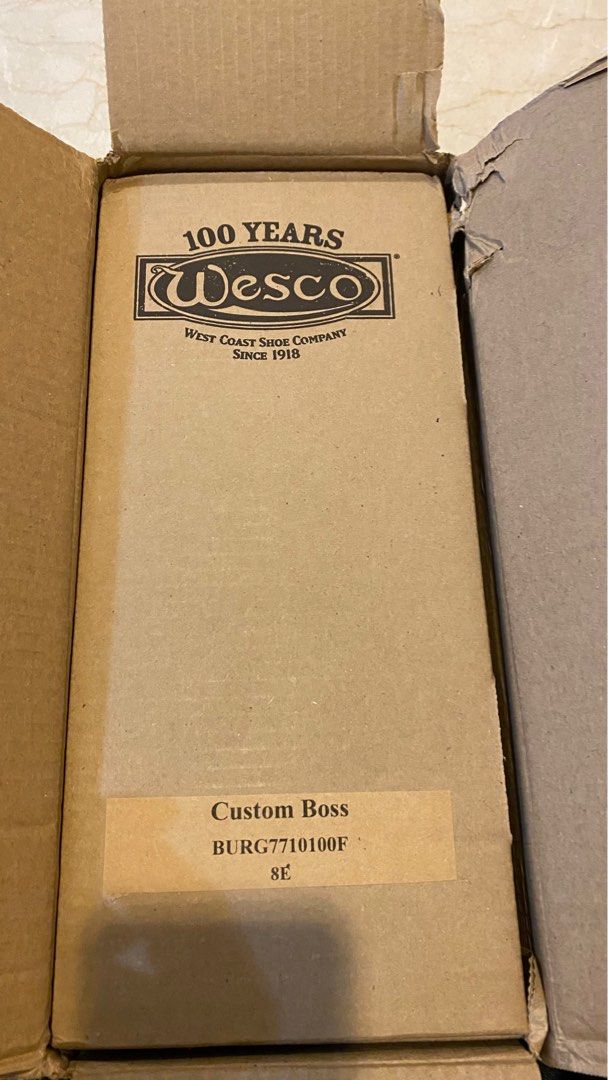 100 YEARS
Wesco®
WEST COAST SHOE COMPANY
SINCE 1918
Custom Boss
BURG7710100F
8E